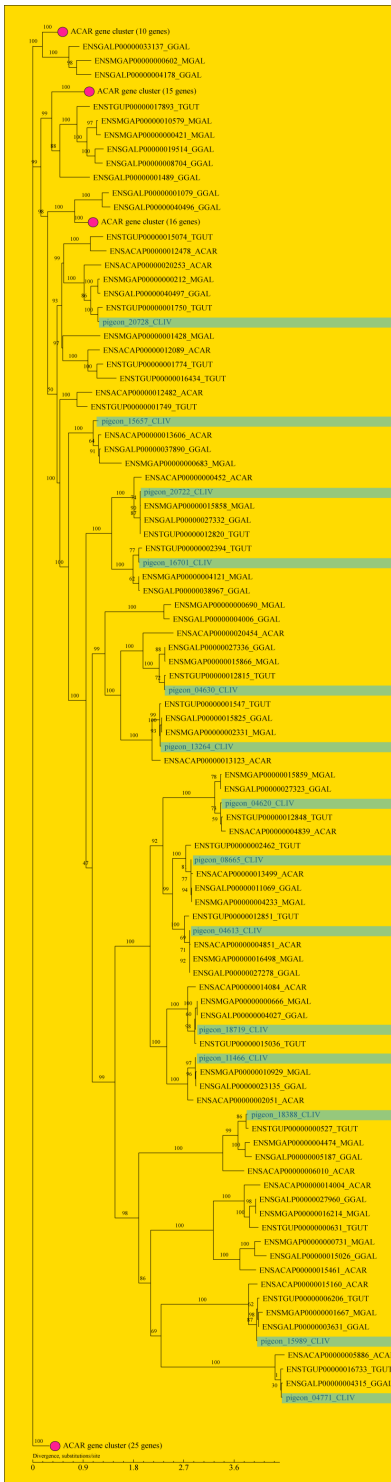 ACAR gene cluster (10 genes)
ENSGALP00000033137_GGAL
ENSMGAP00000000602_MGAL
ENSGALP00000004178_GGAL
ACAR gene cluster (15 genes)
ENSTGUP00000017893_TGUT
ENSMGAP00000010579_MGAL
ENSMGAP00000000421_MGAL
ENSGALP00000019514_GGAL
ENSGALP00000008704_GGAL
ENSGALP00000001489_GGAL
ENSGALP00000001079_GGAL
ENSGALP00000040496_GGAL
ACAR gene cluster (16 genes)
ENSTGUP00000015074_TGUT
ENSACAP00000012478_ACAR
ENSACAP00000020253_ACAR
ENSMGAP00000000212_MGAL
ENSGALP00000040497_GGAL
ENSTGUP00000001750_TGUT
pigeon_20728_CLIV
ENSMGAP00000001428_MGAL
ENSACAP00000012089_ACAR
ENSTGUP00000001774_TGUT
ENSTGUP00000016434_TGUT
ENSACAP00000012482_ACAR
ENSTGUP00000001749_TGUT
pigeon_15657_CLIV
ENSACAP00000013606_ACAR
ENSGALP00000037890_GGAL
ENSMGAP00000000683_MGAL
ENSACAP00000000452_ACAR
pigeon_20722_CLIV
ENSMGAP00000015858_MGAL
ENSGALP00000027332_GGAL
ENSTGUP00000012820_TGUT
ENSTGUP00000002394_TGUT
pigeon_16701_CLIV
ENSMGAP00000004121_MGAL
ENSGALP00000038967_GGAL
ENSMGAP00000000690_MGAL
ENSGALP00000004006_GGAL
ENSACAP00000020454_ACAR
ENSGALP00000027336_GGAL
ENSMGAP00000015866_MGAL
ENSTGUP00000012815_TGUT
pigeon_04630_CLIV
ENSTGUP00000001547_TGUT
ENSGALP00000015825_GGAL
ENSMGAP00000002331_MGAL
pigeon_13264_CLIV
ENSACAP00000013123_ACAR
ENSMGAP00000015859_MGAL
ENSGALP00000027323_GGAL
pigeon_04620_CLIV
ENSTGUP00000012848_TGUT
ENSACAP00000004839_ACAR
ENSTGUP00000002462_TGUT
pigeon_08665_CLIV
ENSACAP00000013499_ACAR
ENSGALP00000011069_GGAL
ENSMGAP00000004233_MGAL
ENSTGUP00000012851_TGUT
pigeon_04613_CLIV
ENSACAP00000004851_ACAR
ENSMGAP00000016498_MGAL
ENSGALP00000027278_GGAL
ENSACAP00000014084_ACAR
ENSMGAP00000000666_MGAL
ENSGALP00000004027_GGAL
pigeon_18719_CLIV
ENSTGUP00000015036_TGUT
pigeon_11466_CLIV
ENSMGAP00000010929_MGAL
ENSGALP00000023135_GGAL
ENSACAP00000002051_ACAR
pigeon_18388_CLIV
ENSTGUP00000000527_TGUT
ENSMGAP00000004474_MGAL
ENSGALP00000005187_GGAL
ENSACAP00000006010_ACAR
ENSACAP00000014004_ACAR
ENSGALP00000027960_GGAL
ENSMGAP00000016214_MGAL
ENSTGUP00000000631_TGUT
ENSMGAP00000000731_MGAL
ENSGALP00000015026_GGAL
ENSACAP00000015461_ACAR
ENSACAP00000015160_ACAR
ENSTGUP00000006206_TGUT
ENSMGAP00000001667_MGAL
ENSGALP00000003631_GGAL
pigeon_15989_CLIV
ENSACAP00000005886_ACA
ENSTGUP00000016733_TGU
ENSGALP00000004315_GGAL
pigeon_04771_CLIV
ACAR gene cluster (25 genes)
Divergence, substitutions/site
0 0.9 1.8 2.7 3.6